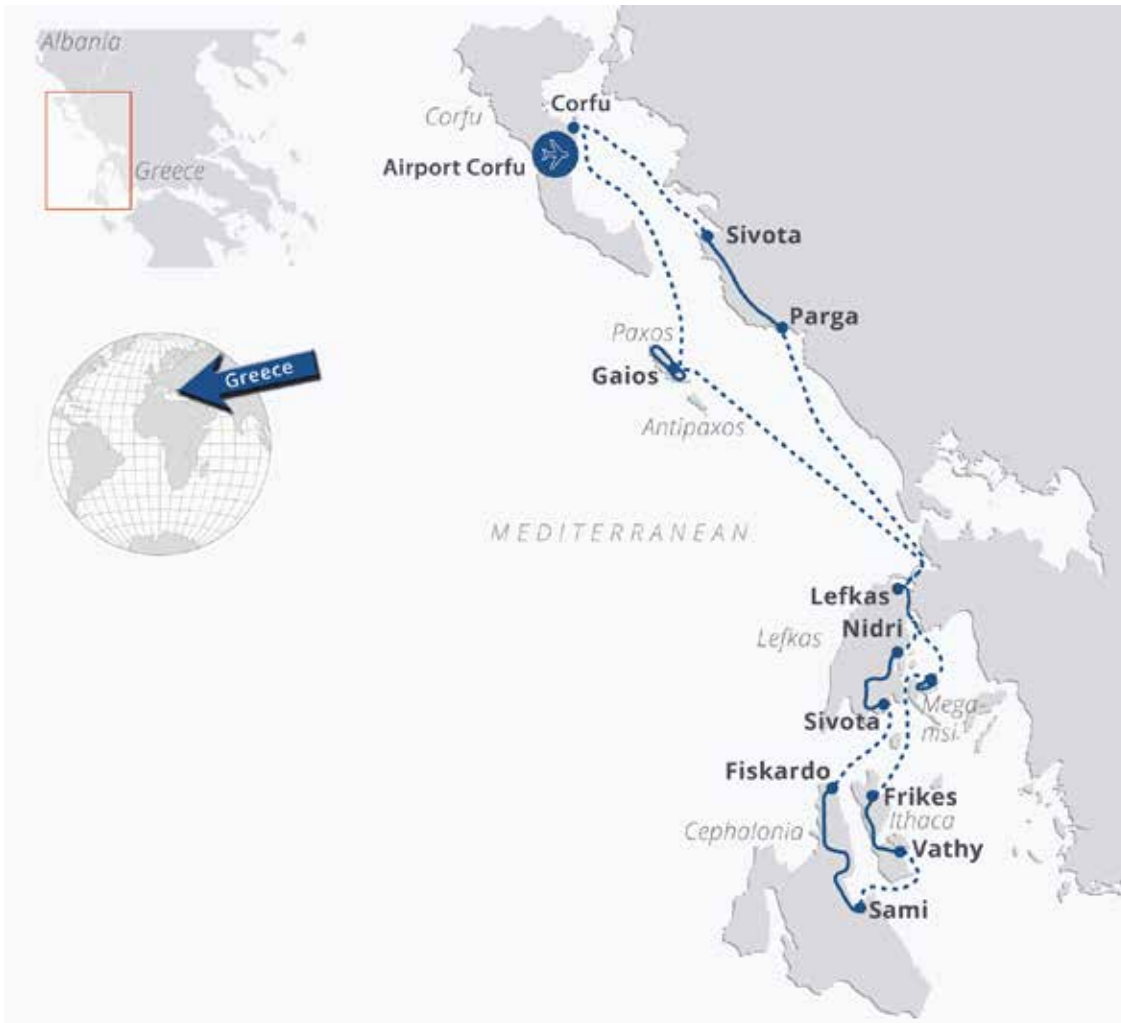 Albania
Greece
Greece
Corfu
Corfu
Airport Corfu
Sivota
Parga
Paxos
Gaios
Antipaxos
MEDITERRANEAN
Lefkas
Nidri
Lefkas
Mega-
msi
Sivota
Fiskardo
Frikes
Ithaca
Cephalonia
Vathy
Sami